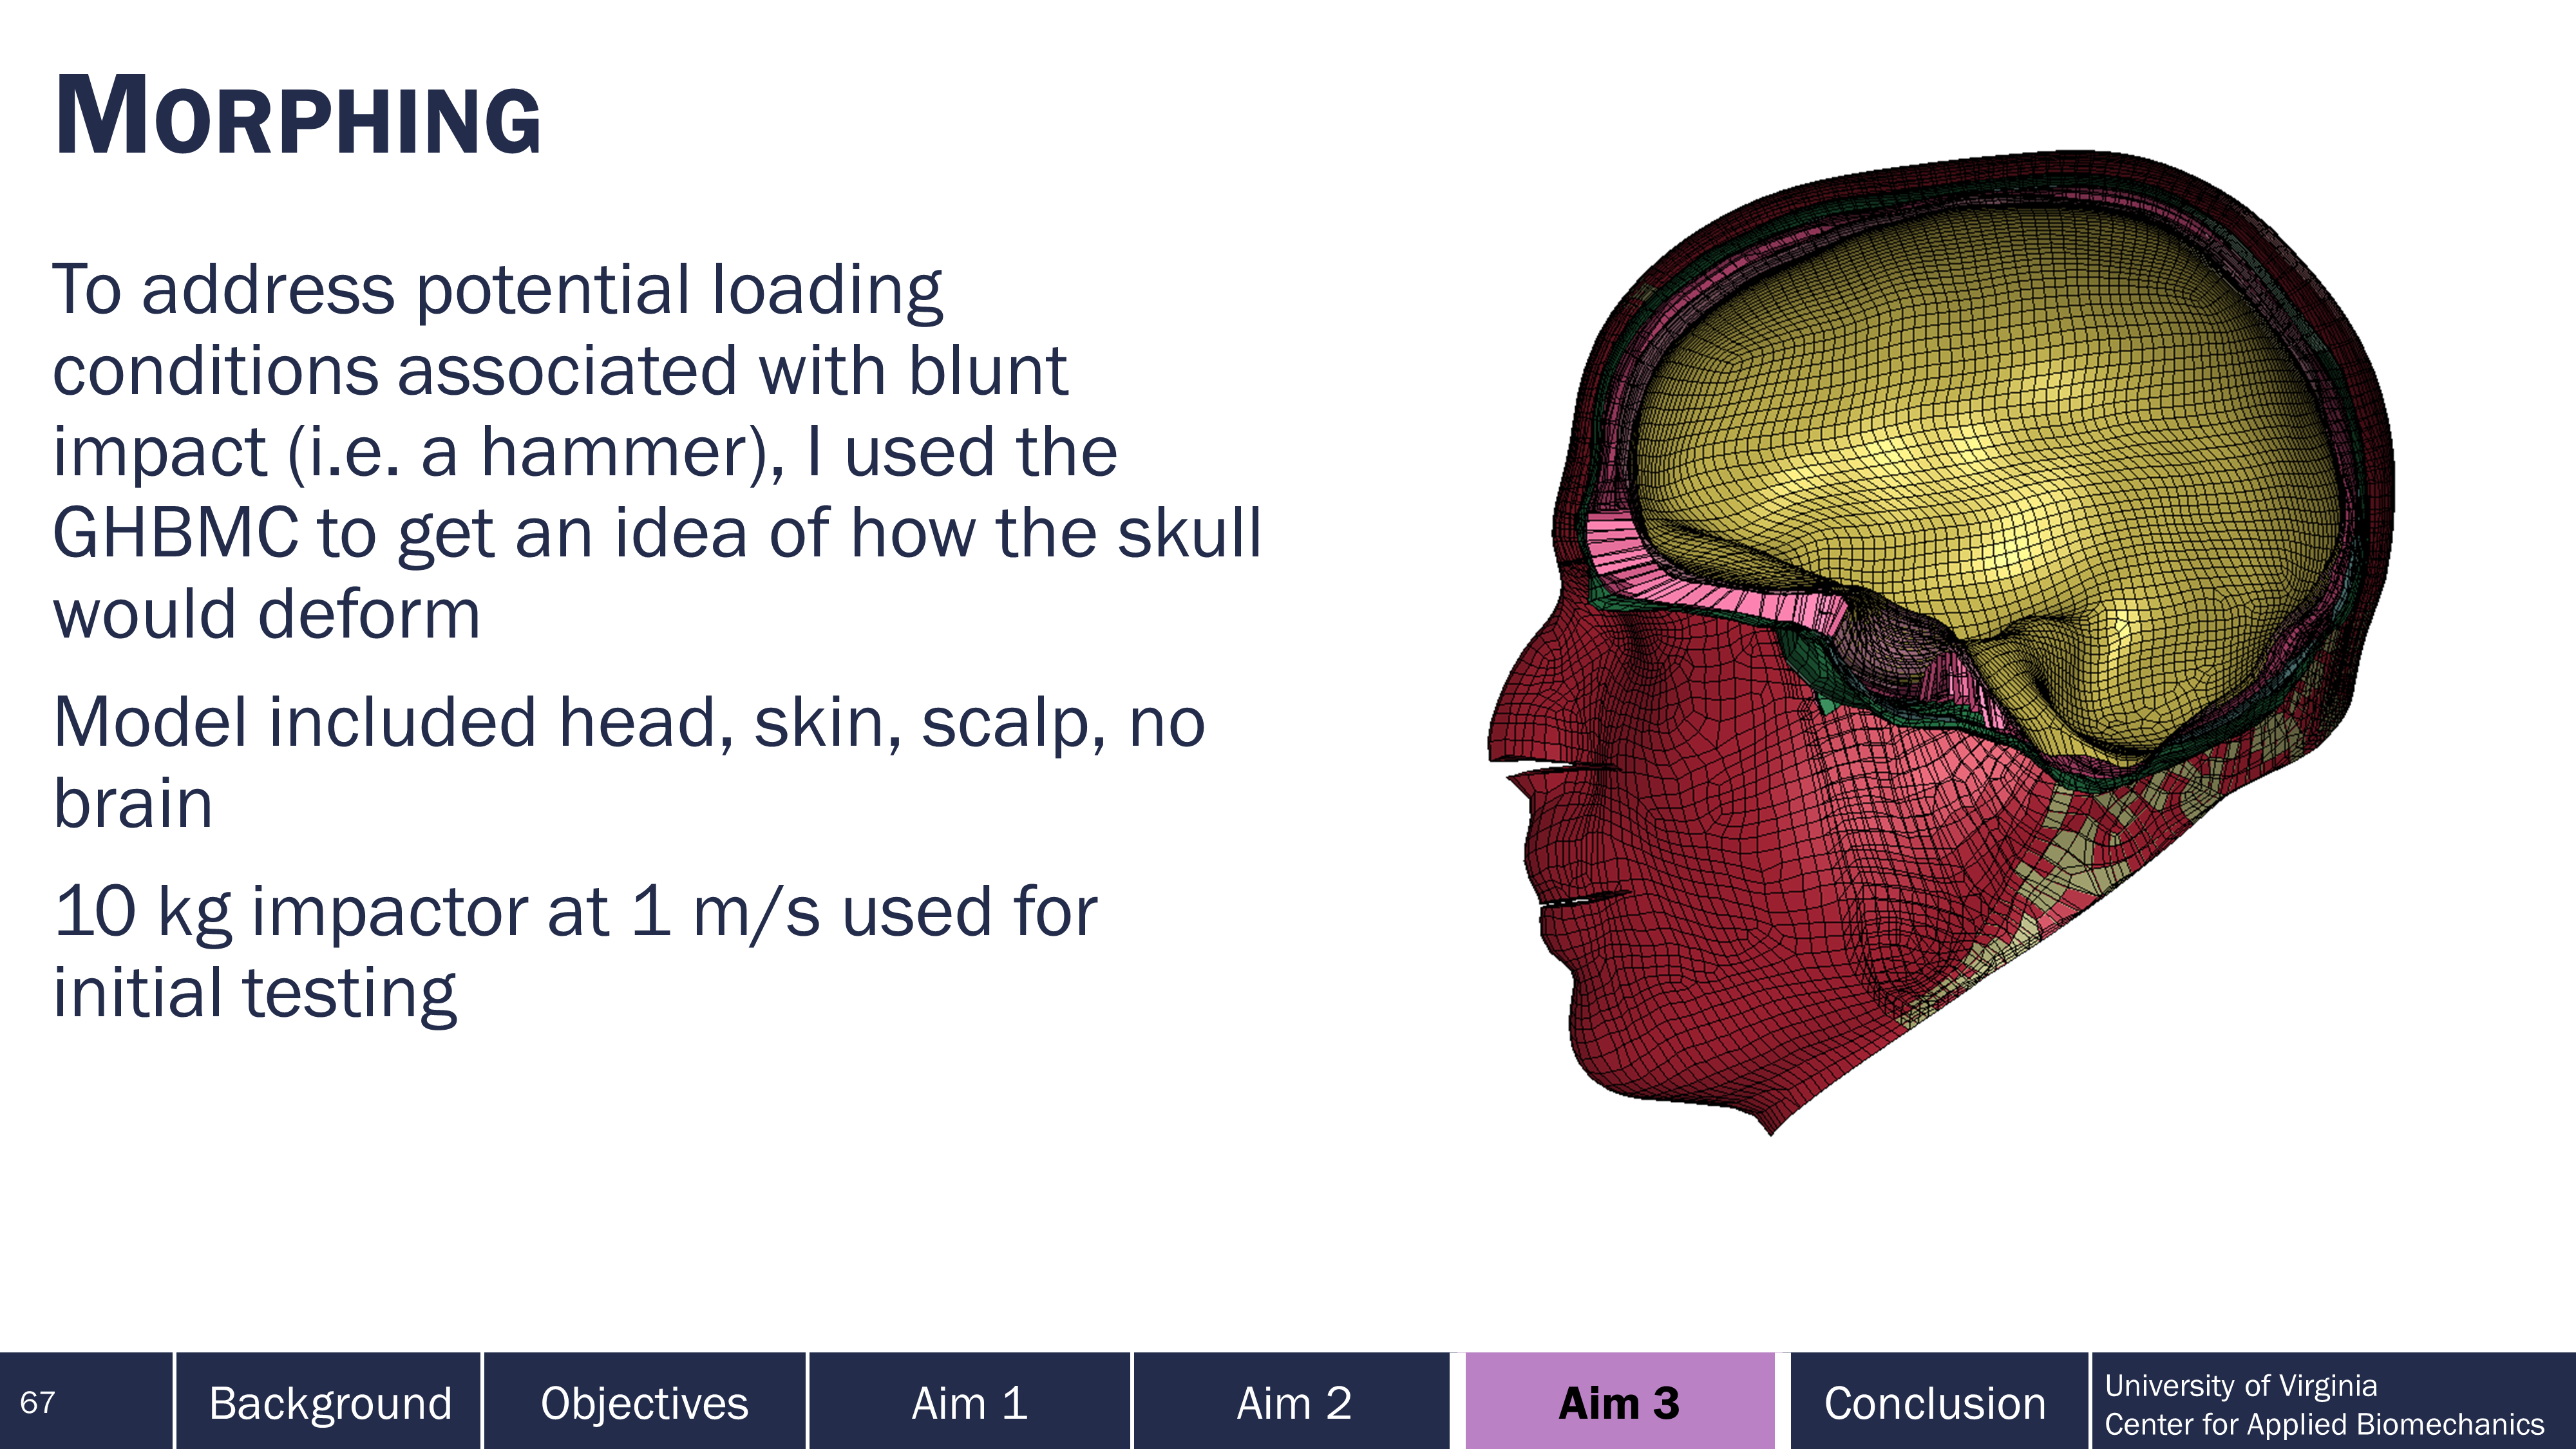 MORPHING
To address potential loading
conditions associated with blunt
impact (i.e. a hammer), I used the
GHBMC to get an idea of how the skull
would deform
Model included head, skin, scalp, no
brain
10 kg impactor at 1 m/s used for
initial testing
67
Background
Objectives
Aim 1
Aim 2
Aim 3
Conclusion
University of Virginia
Center for Applied Biomechanics